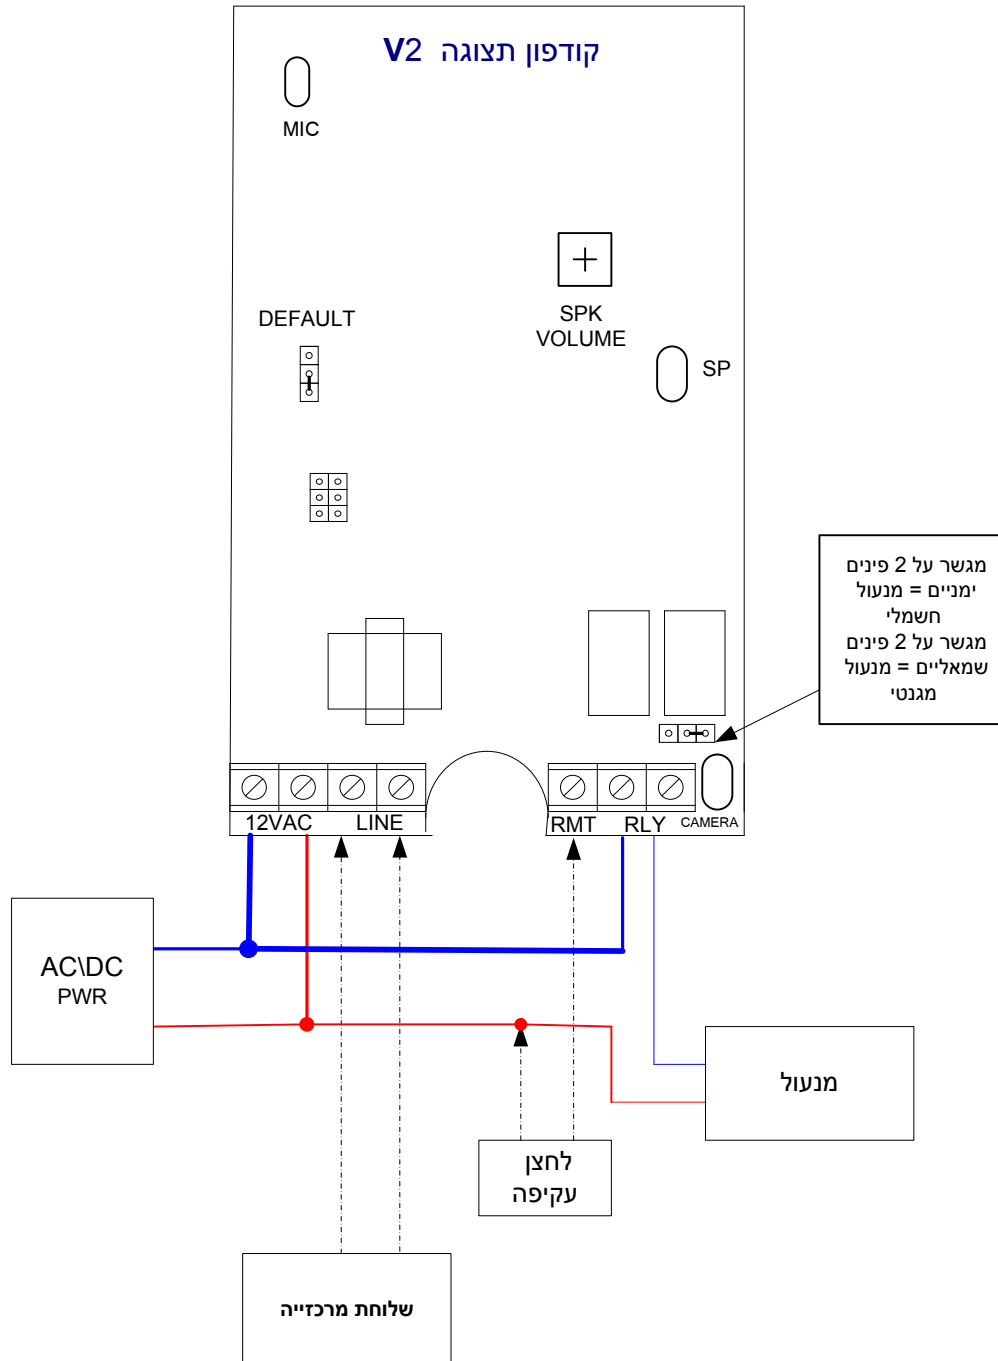 קודפון תצוגה V2
MIC
SPK
VOLUME
DEFAULT
SP
מגשר על 2 פינים
ימניים = מנעול
חשמלי
מגשר על 2 פינים
שמאליים = מנעול
מגנטי
12VAC
LINE
RMT
RLY
CAMERA
AC\DC
PWR
מנעול
לחצן
עקיפה
שלוחת מרכזייה